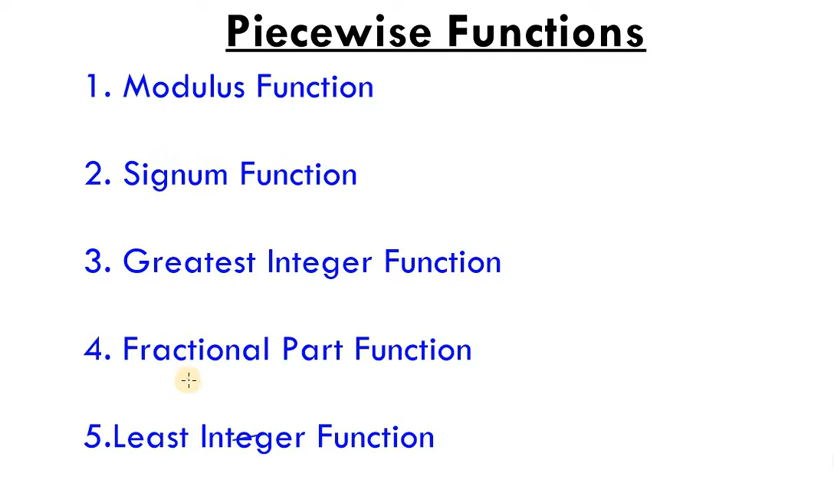 Piecewise Functions
1. Modulus Function
2. Signum Function
3. Greatest Integer Function
4. Fractional Part Function
5.Least Integer Function